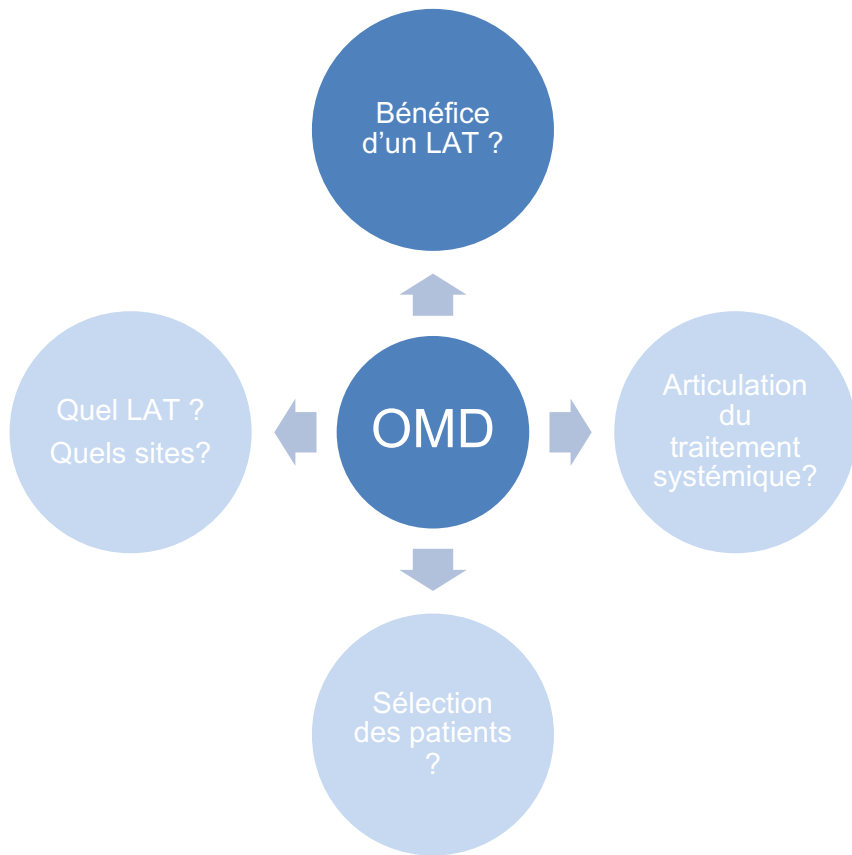 Bénéfice
d’un LAT ?
Quel LAT ?
Quels sites?
OMD
Articulation
du
traitement
systémique?
Sélection
des patients
?